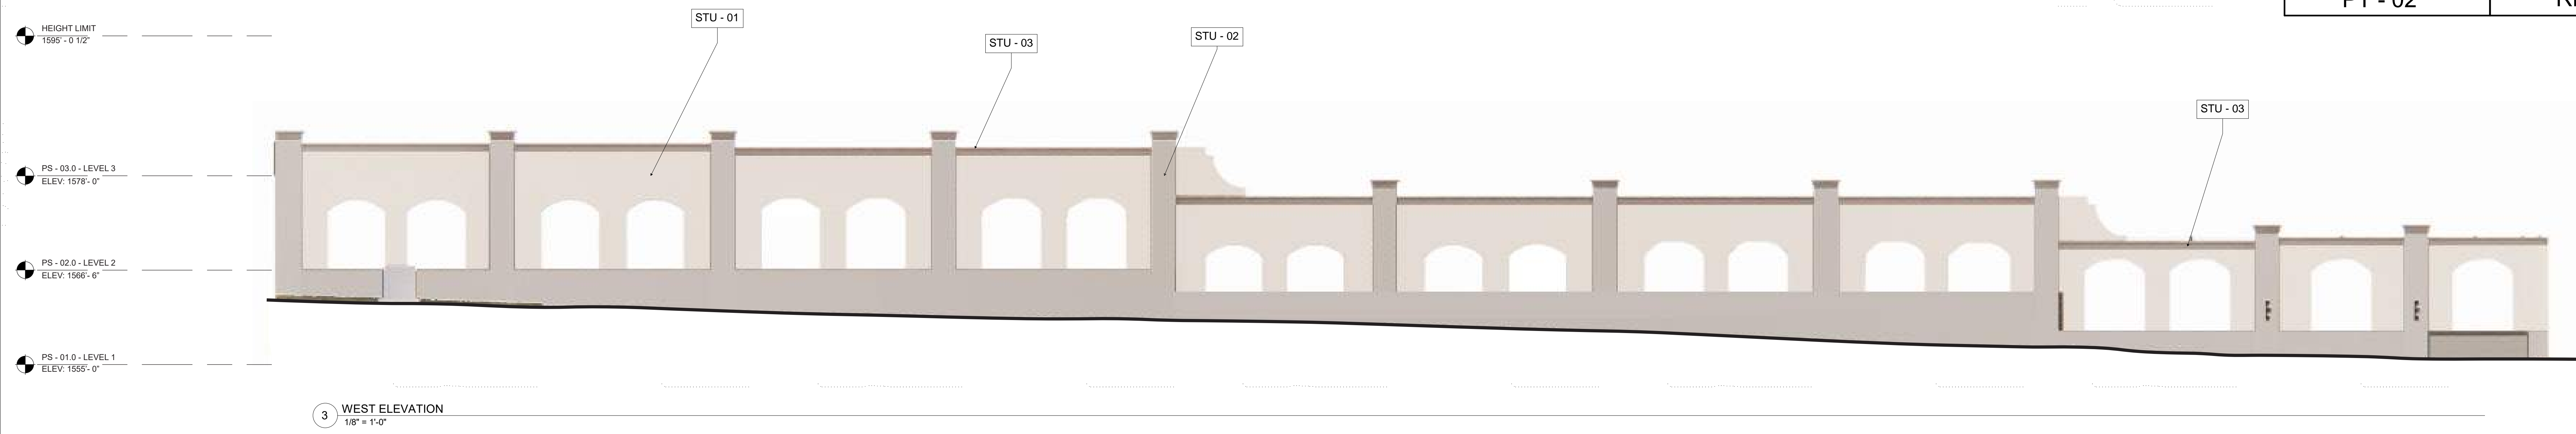 PT - 02
STU - 01
HEIGHT LIMIT
1595' - 0 1/2"
STU - 02
STU - 03
STU - 03
PS - 03.0 - LEVEL 3
ELEV: 1578'- 0"
PS - 02.0 - LEVEL 2
ELEV: 1566'- 6"
PS - 01.0 - LEVEL 1
ELEV: 1555'- 0"
3
WEST ELEVATION
1/8" = 1'-0"